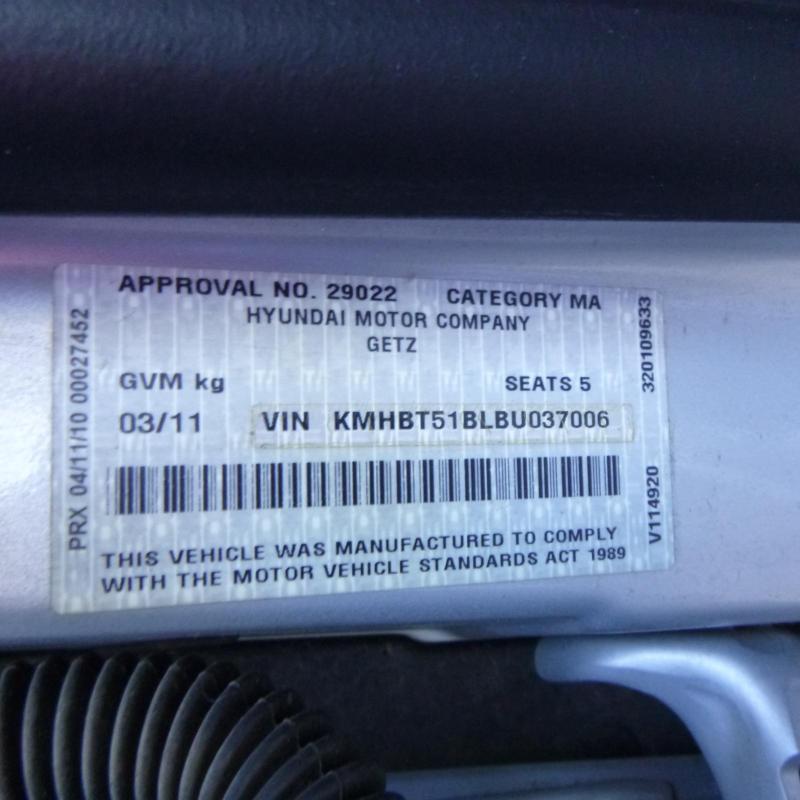 APPROVAL NO. 29022 CATEGORY MA
HYUNDAI MOTOR COMPANY
GETZ
GVM kg SEATS 5
03/11 VIN KMHBT51BLBU037006
THIS VEHICLE WAS MANUFACTURED TO COMPLY
WITH THE MOTOR VEHICLE STANDARDS ACT 1989
PRX 04/11/10 00027452
V114920 320109633